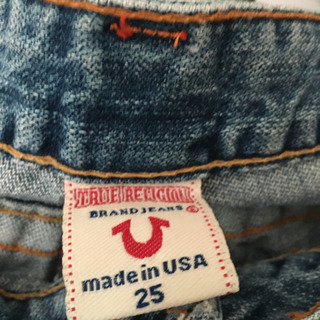 TRUE RELIGION
BRAND JEANS ®
made in USA
25